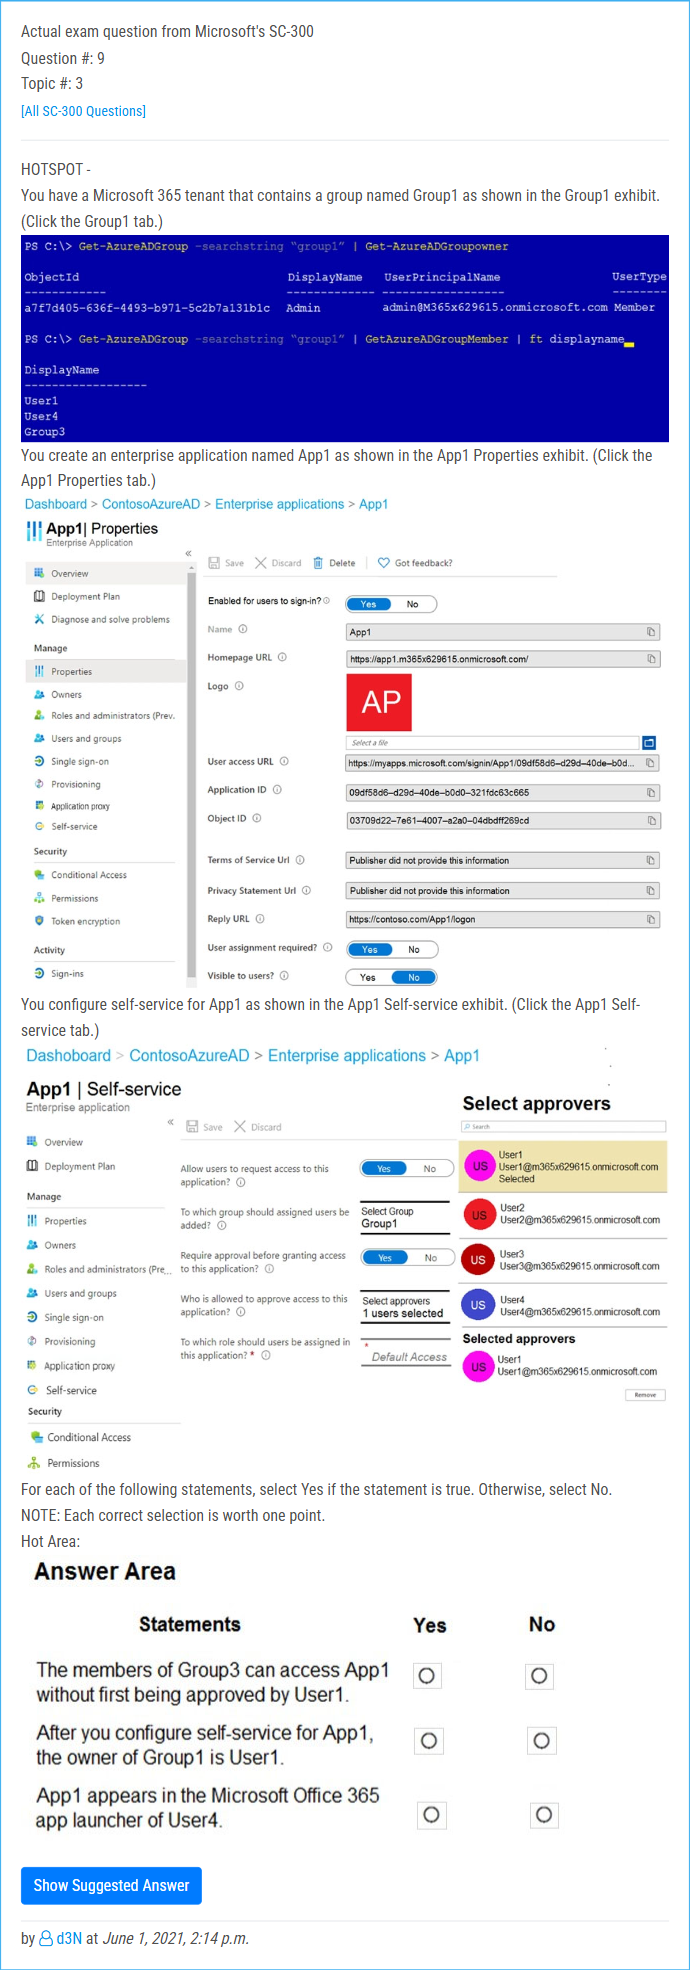 Actual exam question from Microsoft's SC-300
Question #: 9
Topic #: 3
[All SC-300 Questions]
HOTSPOT -
You have a Microsoft 365 tenant that contains a group named Group1 as shown in the Group1 exhibit.
(Click the Group1 tab.)
PS C:\> Get-AzureADGroup -searchstring "group1" | Get-AzureADGroupowner
ObjectId DisplayName UserPrincipalName UserType
------------ ------------- ----------------- --------
a7f7d405-636f-4493-b971-5c2b7a131b1c Admin admin@M365x629615.onmicrosoft.com Member
PS C:\> Get-AzureADGroup -searchstring "group1" | GetAzureADGroupMember | ft displayname
DisplayName
------------------
User1
User4
Group3
You create an enterprise application named App1 as shown in the App1 Properties exhibit. (Click the
App1 Properties tab.)
Dashboard > ContosoAzureAD > Enterprise applications > App1
App1| Properties
Enterprise Application
«
Save Discard Delete Got feedback?
Overview
Deployment Plan
Diagnose and solve problems
Manage
Properties
Owners
Roles and administrators (Prev.
Users and groups
Single sign-on
Provisioning
Application proxy
Self-service
Security
Conditional Access
Permissions
Token encryption
Activity
Sign-ins
Enabled for users to sign-in? Yes No
Name App1
Homepage URL https://app1.m365x629615.onmicrosoft.com/
Logo AP
Select a file
User access URL https://myapps.microsoft.com/signin/App1/09df58d6–d29d–40de–b0d...
Application ID 09df58d6–d29d–40de–b0d0–321fdc63c665
Object ID 03709d22–7e61–4007–a2a0–04dbdff269cd
Terms of Service Url Publisher did not provide this information
Privacy Statement Url Publisher did not provide this information
Reply URL https://contoso.com/App1/logon
User assignment required? Yes No
Visible to users? Yes No
You configure self-service for App1 as shown in the App1 Self-service exhibit. (Click the App1 Self-
service tab.)
Dashoboard > ContosoAzureAD > Enterprise applications > App1
App1 | Self-service
Enterprise application
«
Save Discard
Overview
Deployment Plan
Manage
Properties
Owners
Roles and administrators (Pre...
Users and groups
Single sign-on
Provisioning
Application proxy
Self-service
Security
Conditional Access
Permissions
Allow users to request access to this
application? Yes No
To which group should assigned users be
added? Select Group
Group1
Require approval before granting access
to this application? Yes No
Who is allowed to approve access to this
application? Select approvers
1 users selected
To which role should users be assigned in
this application? * * Default Access
Select approvers
Search
US User1
User1@m365x629615.onmicrosoft.com
Selected
US User2
User2@m365x629615.onmicrosoft.com
US User3
User3@m365x629615.onmicrosoft.com
US User4
User4@m365x629615.onmicrosoft.com
Selected approvers
US User1
User1@m365x629615.onmicrosoft.com
Remove
For each of the following statements, select Yes if the statement is true. Otherwise, select No.
NOTE: Each correct selection is worth one point.
Hot Area:
Answer Area
Statements Yes No
The members of Group3 can access App1
without first being approved by User1.
After you configure self-service for App1,
the owner of Group1 is User1.
App1 appears in the Microsoft Office 365
app launcher of User4.
Show Suggested Answer
by d3N at June 1, 2021, 2:14 p.m.